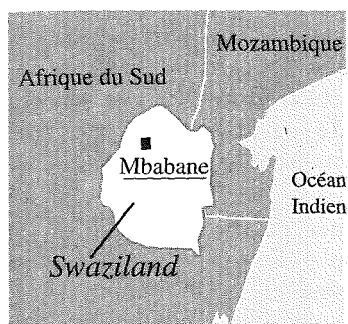 Mozambique
Afrique du Sud
Mbabane
Océan
Indien
Swaziland